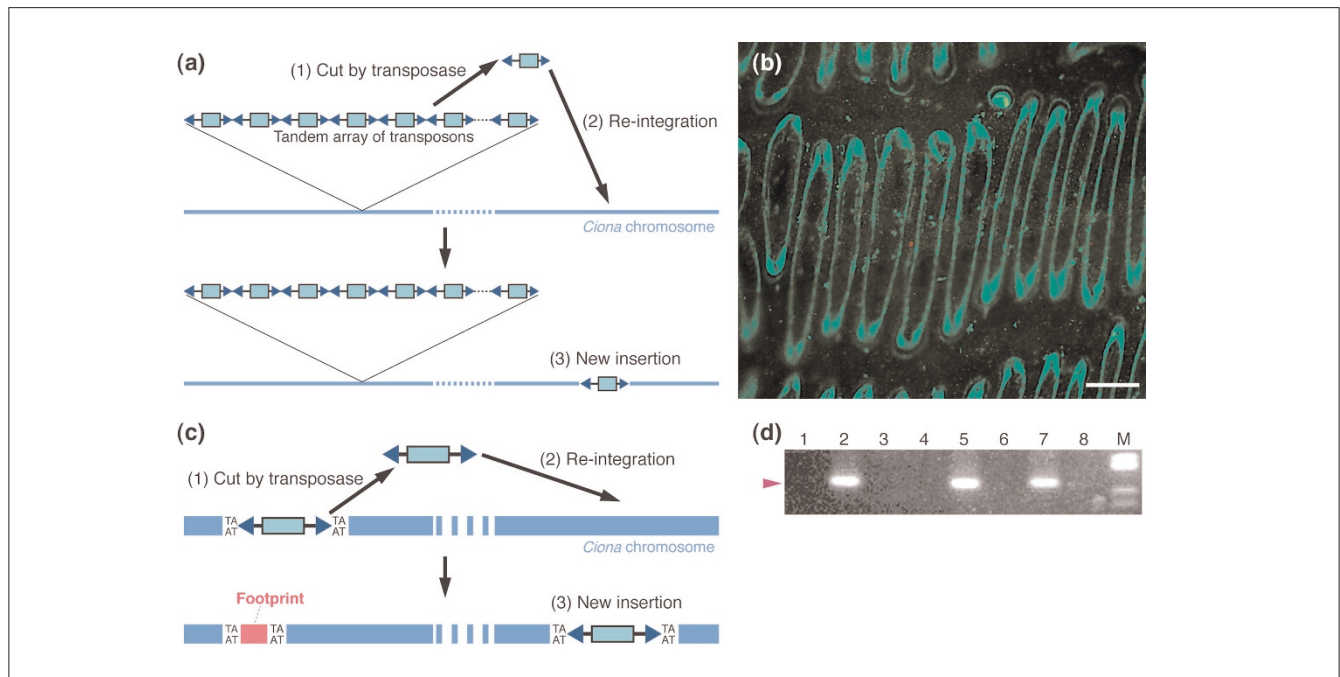 (a)
(1) Cut by transposase
(2) Re-integration
Tandem array of transposons
Ciona chromosome
(3) New insertion
(b)
(c)
(1) Cut by transposase
(2) Re-integration
TA TA
AT AT
Ciona chromosome
Footprint
(3) New insertion
TA TA TA TA
AT AT AT AT
(d)
1 2 3 4 5 6 7 8 M